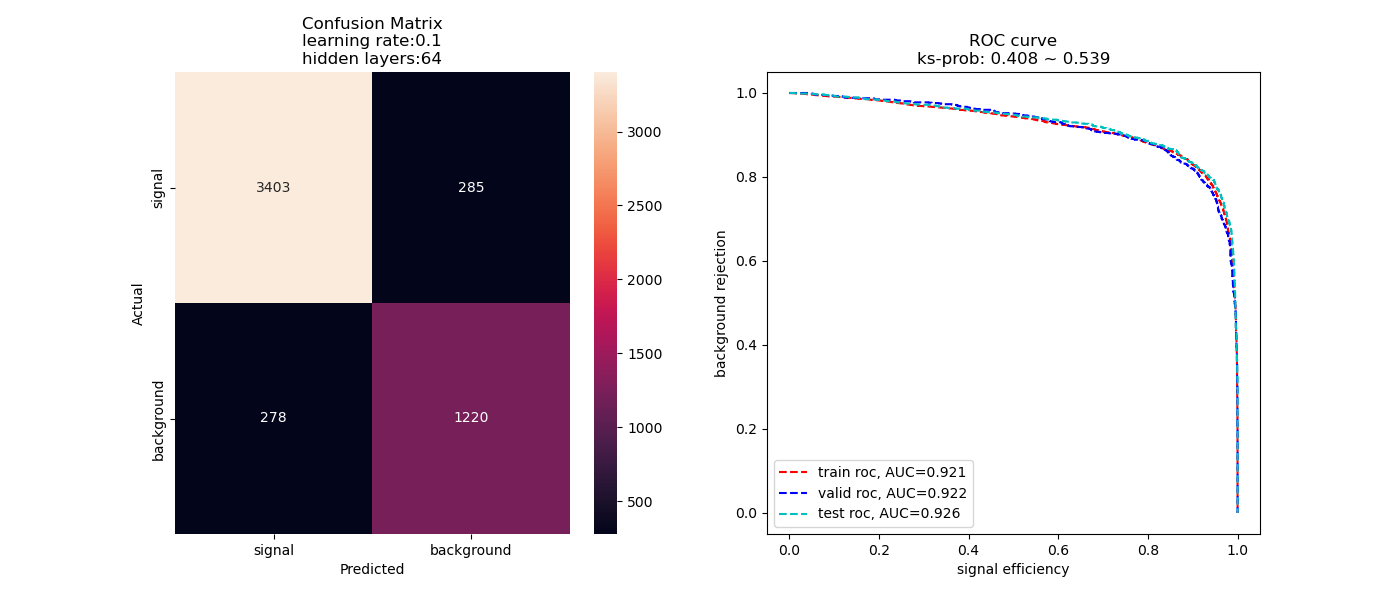 Confusion Matrix
learning rate:0.1
hidden layers:64
signal
background
Actual
3403
285
278
1220
signal
background
Predicted
3000
2500
2000
1500
1000
500
ROC curve
ks-prob: 0.408 ~ 0.539
background rejection
1.0
0.8
0.6
0.4
0.2
0.0
train roc, AUC=0.921
valid roc, AUC=0.922
test roc, AUC=0.926
0.0
0.2
0.4
0.6
0.8
1.0
signal efficiency